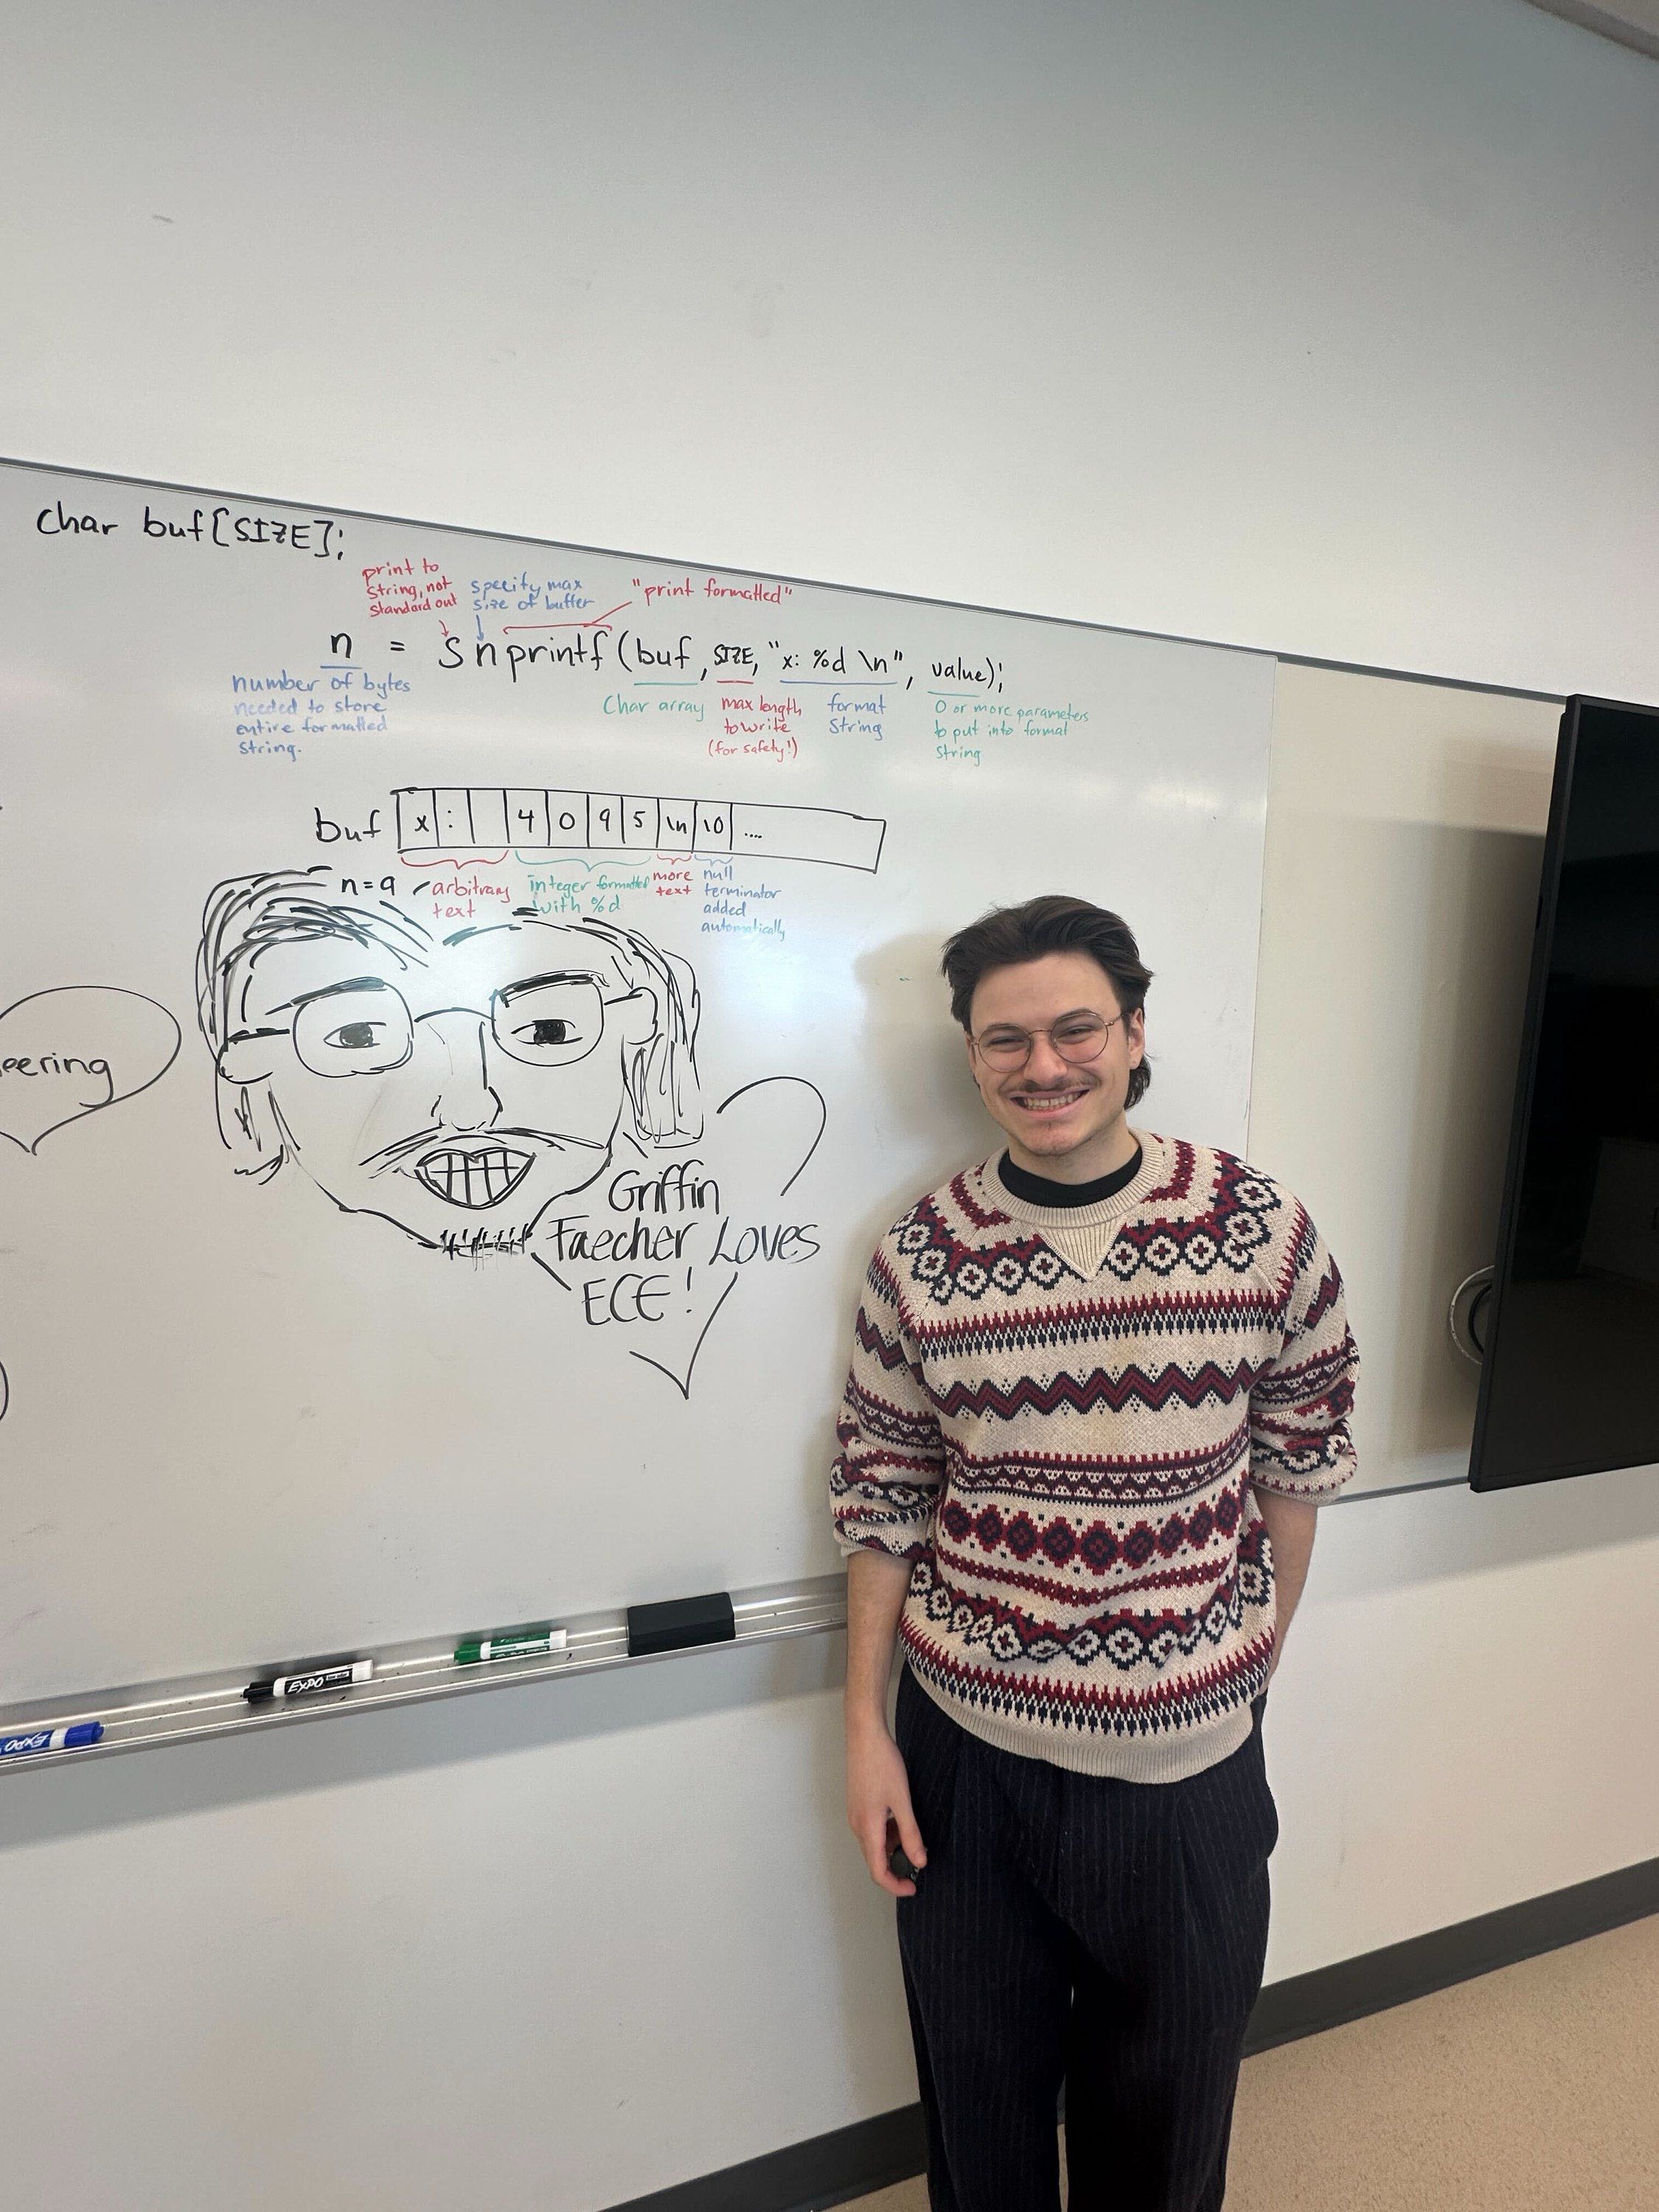 char buf[SIZE];
print to
string, not
standard out
specify max
size of buffer
"print formatted"
n = snprintf(buf, SIZE, "x: %d \n", value);
number of bytes
needed to store
entire formatted
string.
Char array
max length
to write
(for safety!)
format
string
0 or more parameters
to put into format
string
buf x : 4 0 9 5 \n \0 ....
n=9
arbitrary
text
integer formatted
with %d
more
text
null
terminator
added
automatically
eering
Griffin
Faecher Loves
ECE!
EXPO
EXPO